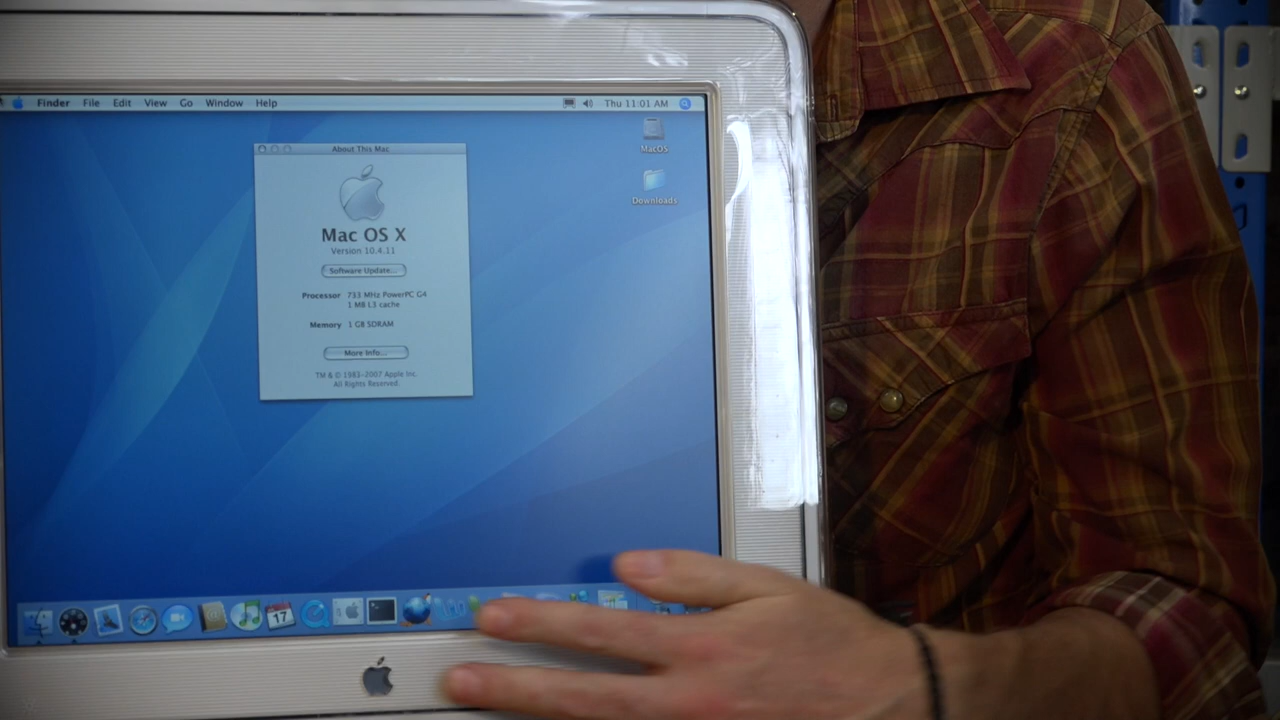 Finder File Edit View Go Window Help Thu 11:01 AM
MacOS
Downloads
About This Mac
Mac OS X
Version 10.4.11
Software Update...
Processor 733 MHz PowerPC G4
1 MB L3 cache
Memory 1 GB SDRAM
More Info...
TM & © 1983-2007 Apple Inc.
All Rights Reserved.
17